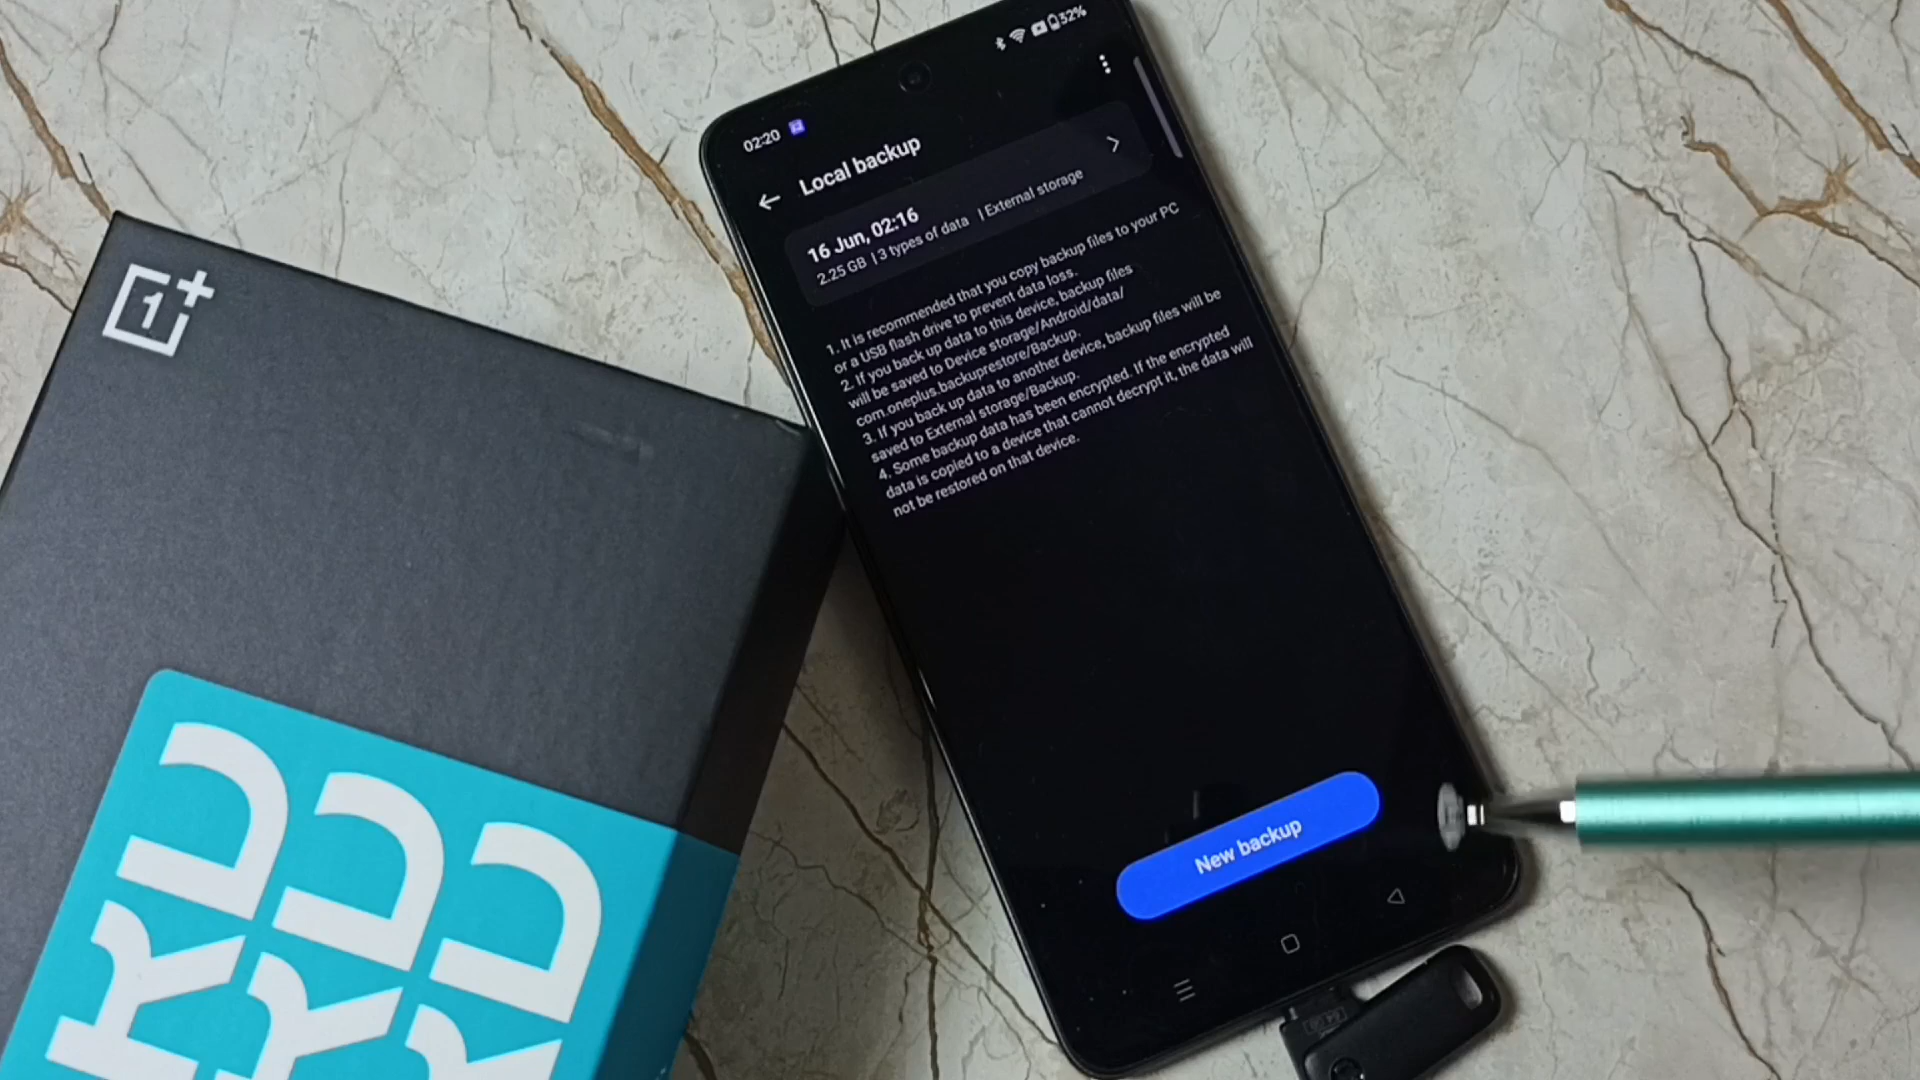 02:20
32%
Local backup
16 Jun, 02:16
2.25 GB | 3 types of data | External storage
1. It is recommended that you copy backup files to your PC
or a USB flash drive to prevent data loss.
2. If you back up data to this device, backup files
will be saved to Device storage/Android/data/
com.oneplus.backuprestore/Backup.
3. If you back up data to another device, backup files will be
saved to External storage/Backup.
4. Some backup data has been encrypted. If the encrypted
data is copied to a device that cannot decrypt it, the data will
not be restored on that device.
New backup
1+
64 GB